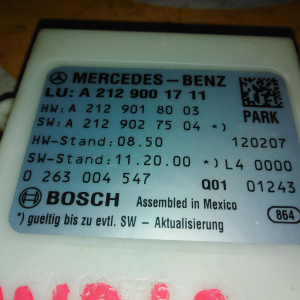 MERCEDES-BENZ
LU: A 212 900 17 11
HW: A 212 901 80 03
SW: A 212 902 75 04 *)
PARK
HW-Stand: 08.50 120207
SW-Stand: 11.20.00 *) L4 0000
0 263 004 547 Q01 01243
BOSCH Assembled in Mexico
*) gueltig bis zu evtl. SW - Aktualisierung
864